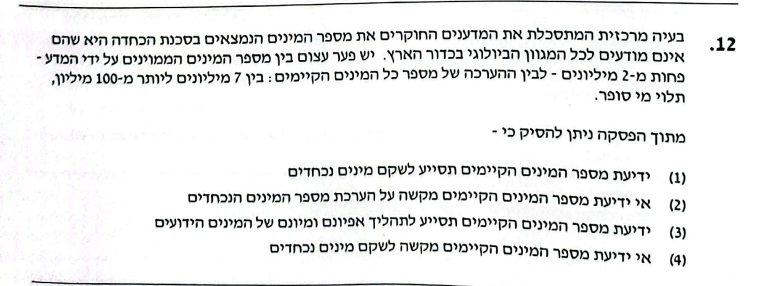 12. בעיה מרכזית המתסכלת את המדענים החוקרים את מספר המינים הנמצאים בסכנת הכחדה היא שהם
אינם מודעים לכל המגוון הביולוגי בכדור הארץ. יש פער עצום בין מספר המינים הממוינים על ידי המדע -
פחות מ-2 מיליונים - לבין ההערכה של מספר כל המינים הקיימים: בין 7 מיליונים ליותר מ-100 מיליון,
תלוי מי סופר.
מתוך הפסקה ניתן להסיק כי -
(1) ידיעת מספר המינים הקיימים תסייע לשקם מינים נכחדים
(2) אי ידיעת מספר המינים הקיימים מקשה על הערכת מספר המינים הנכחדים
(3) ידיעת מספר המינים הקיימים תסייע לתהליך אפיונם ומיונם של המינים הידועים
(4) אי ידיעת מספר המינים הקיימים מקשה לשקם מינים נכחדים